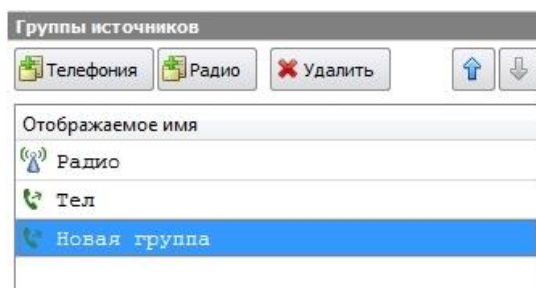 Группы источников
Телефония Радио Удалить
Отображаемое имя
Радио
Тел
Новая группа